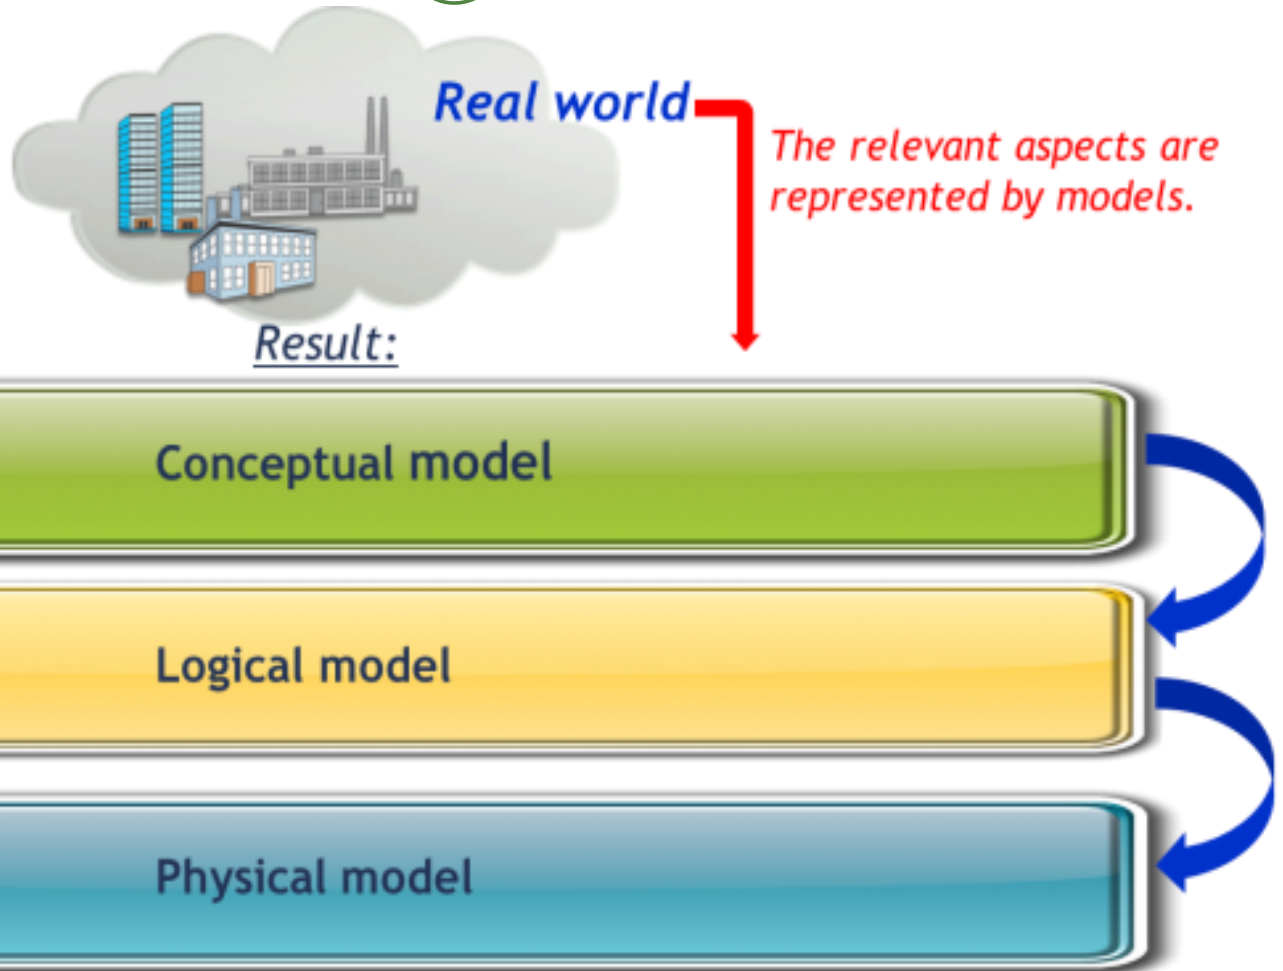 Real world
The relevant aspects are
represented by models.
Result:
Conceptual model
Logical model
Physical model